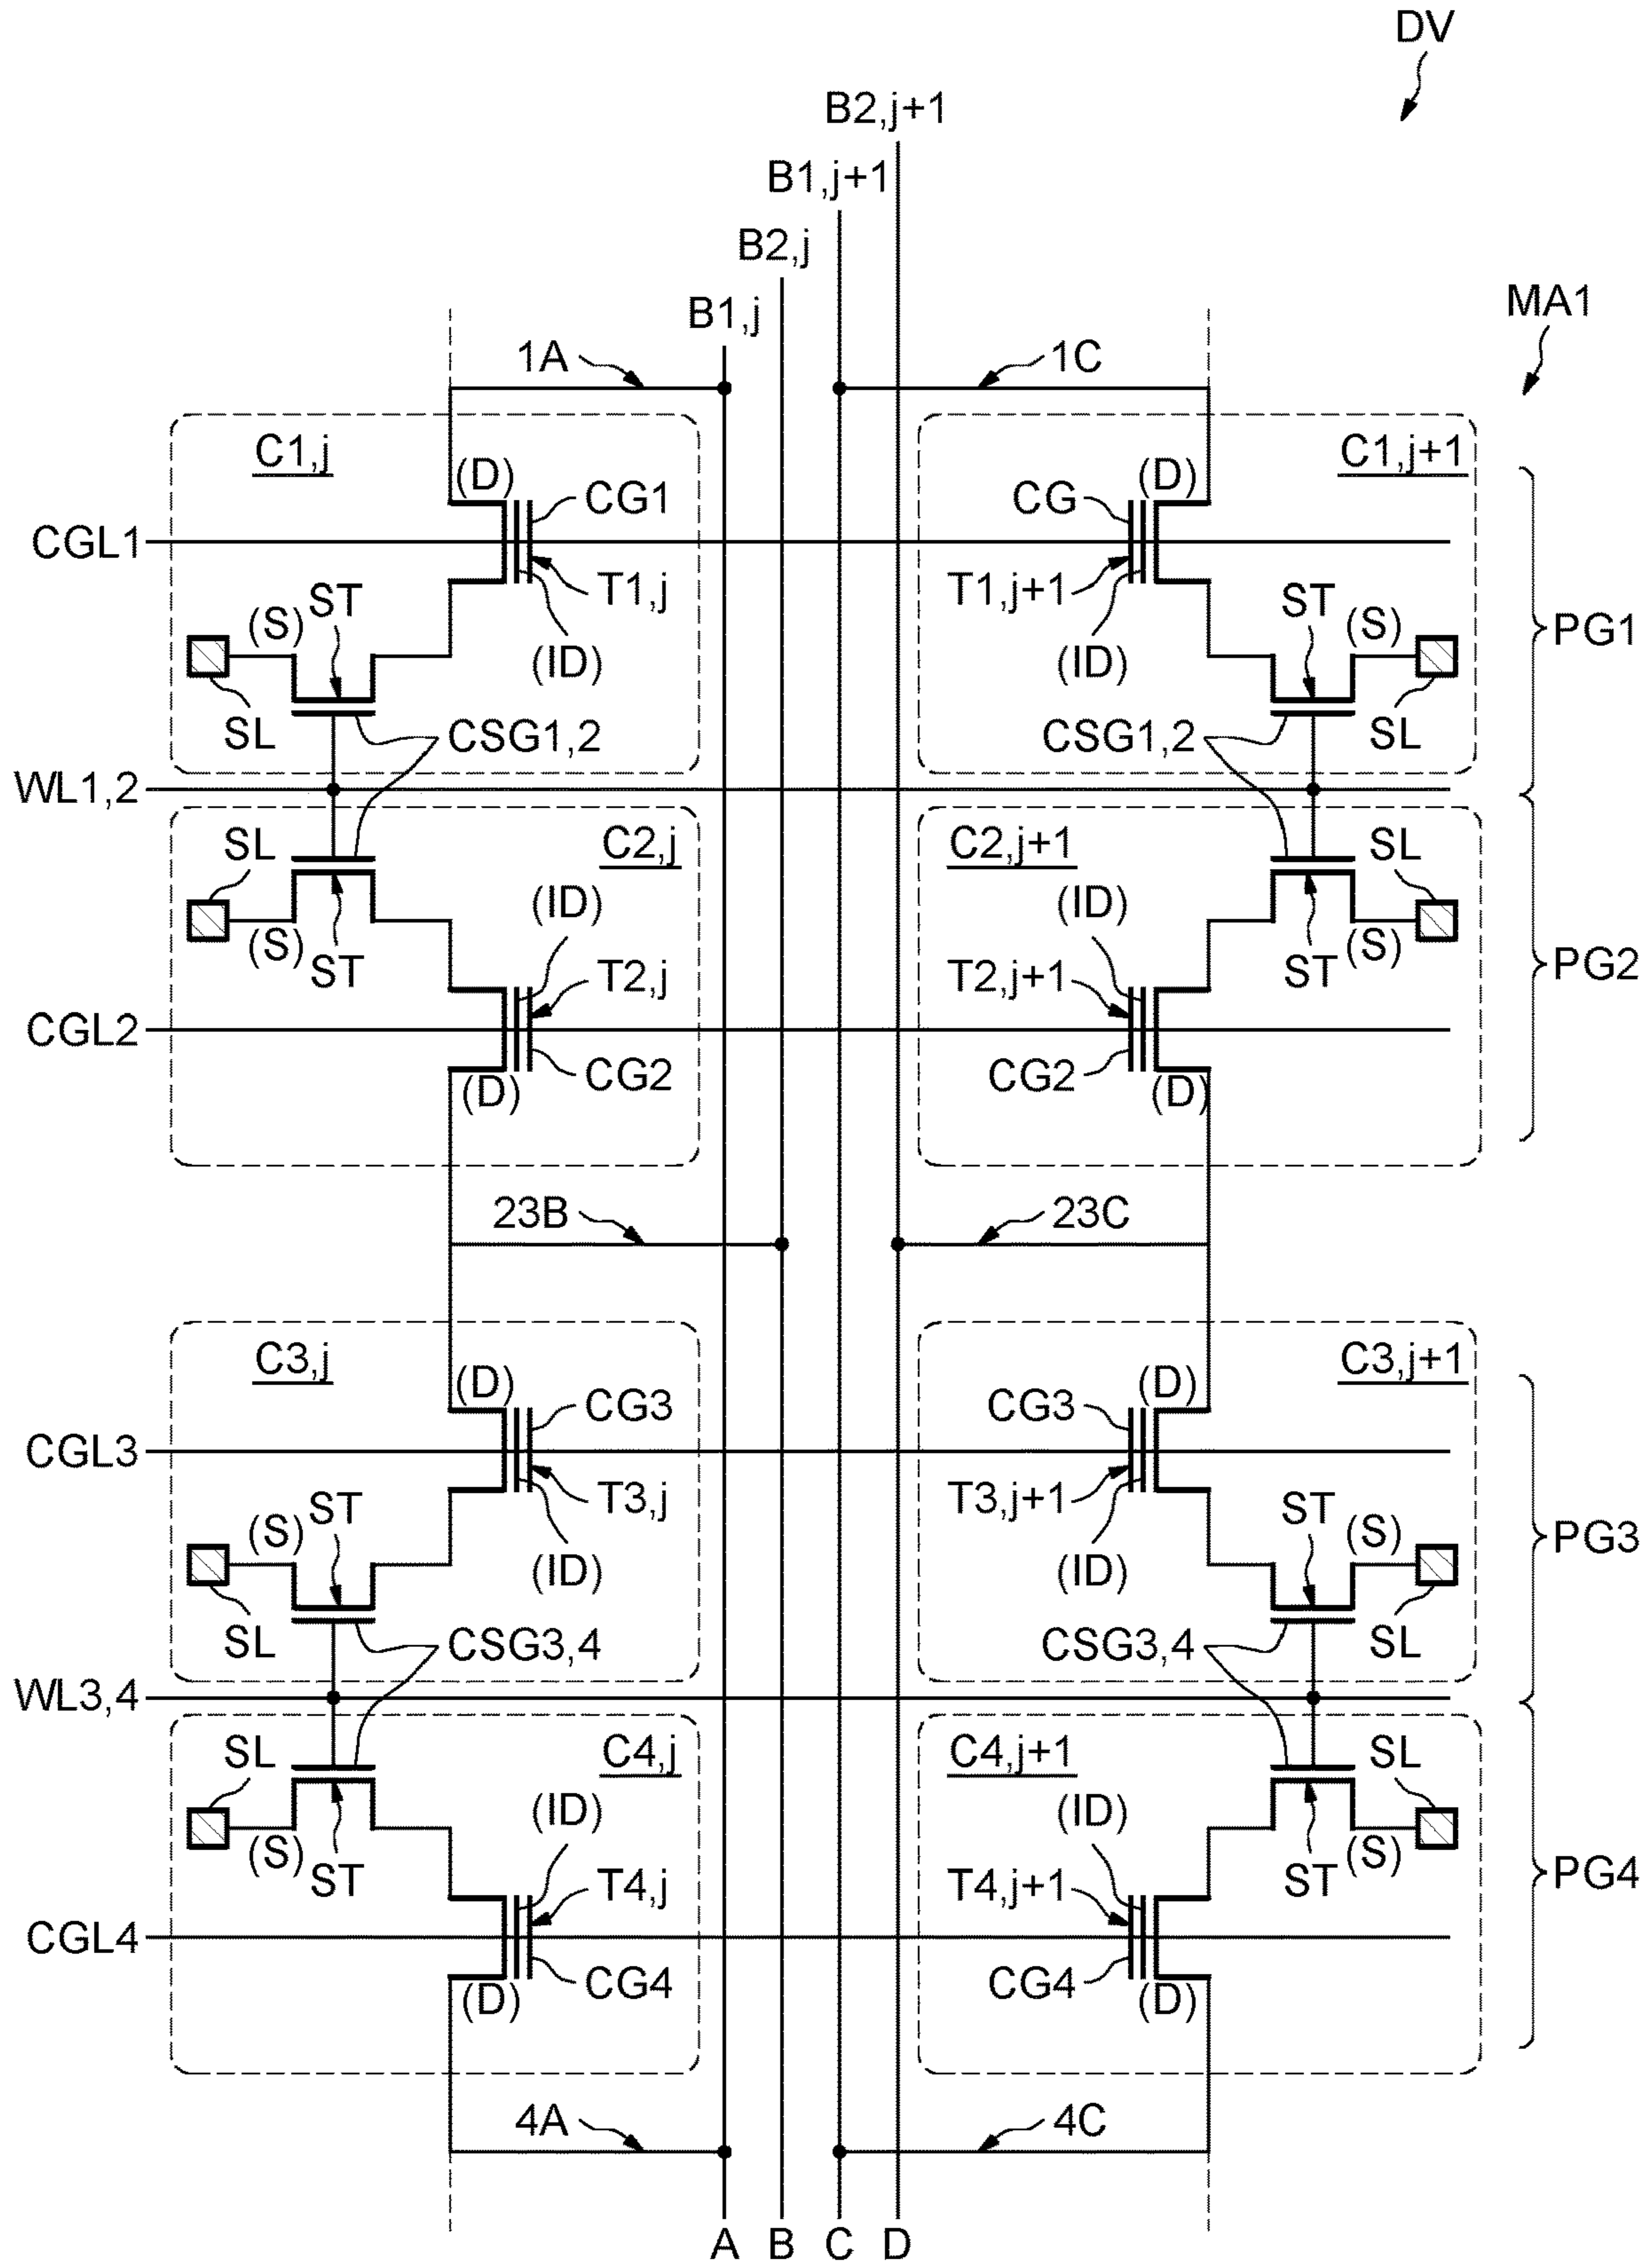 DV
B2,j+1
B1,j+1
B2,j
B1,j
MA1
1A
1C
C1,j
C1,j+1
(D)
CG1
CG
(D)
CGL1
T1,j
T1,j+1
ST
ST
(S)
(S)
PG1
(ID)
(ID)
SL
CSG1,2
CSG1,2
SL
WL1,2
SL
C2,j
C2,j+1
SL
(ID)
(ID)
(S)
ST
T2,j
T2,j+1
ST
(S)
PG2
CGL2
CG2
CG2
(D)
(D)
23B
23C
C3,j
C3,j+1
(D)
CG3
CG3
(D)
CGL3
T3,j
T3,j+1
ST
ST
(S)
(S)
PG3
(ID)
(ID)
SL
CSG3,4
CSG3,4
SL
WL3,4
SL
C4,j
C4,j+1
SL
(ID)
(ID)
(S)
ST
T4,j
T4,j+1
ST
(S)
PG4
CGL4
CG4
CG4
(D)
(D)
4A
4C
A
B
C
D